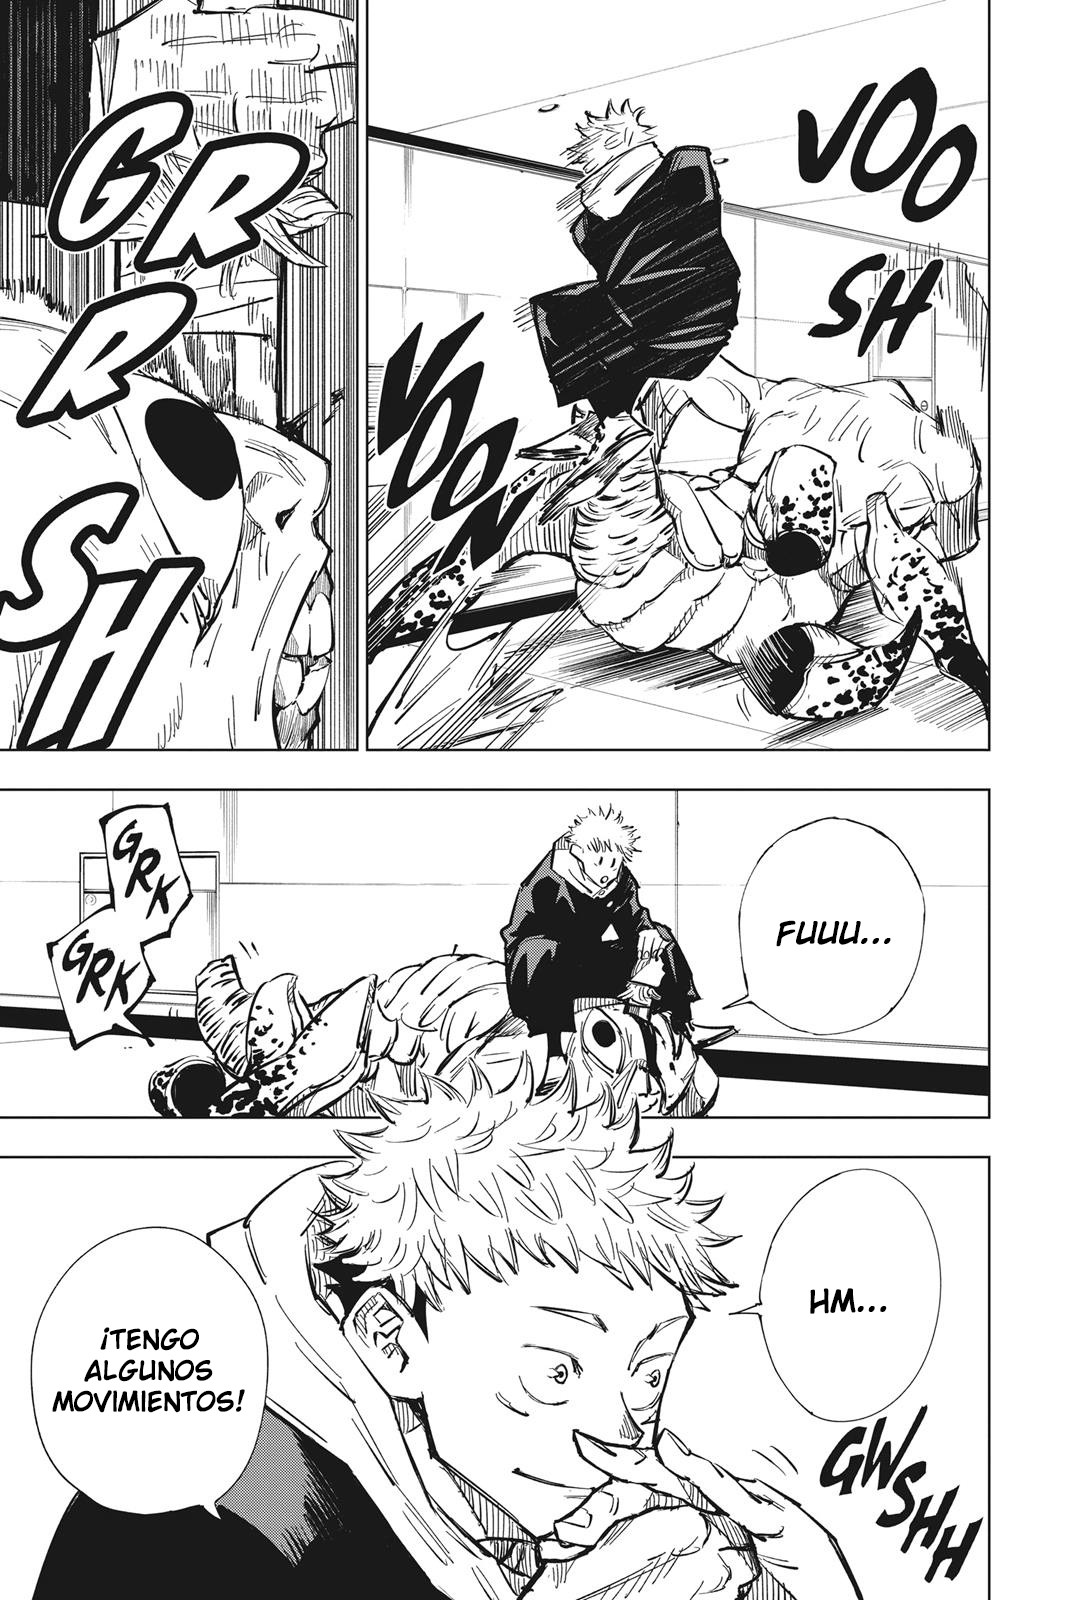 VOO
SH
VOON
GR
R
SH
FUUU...
GRK
GRK
HM...
GWSHH
¡TENGO
ALGUNOS
MOVIMIENTOS!